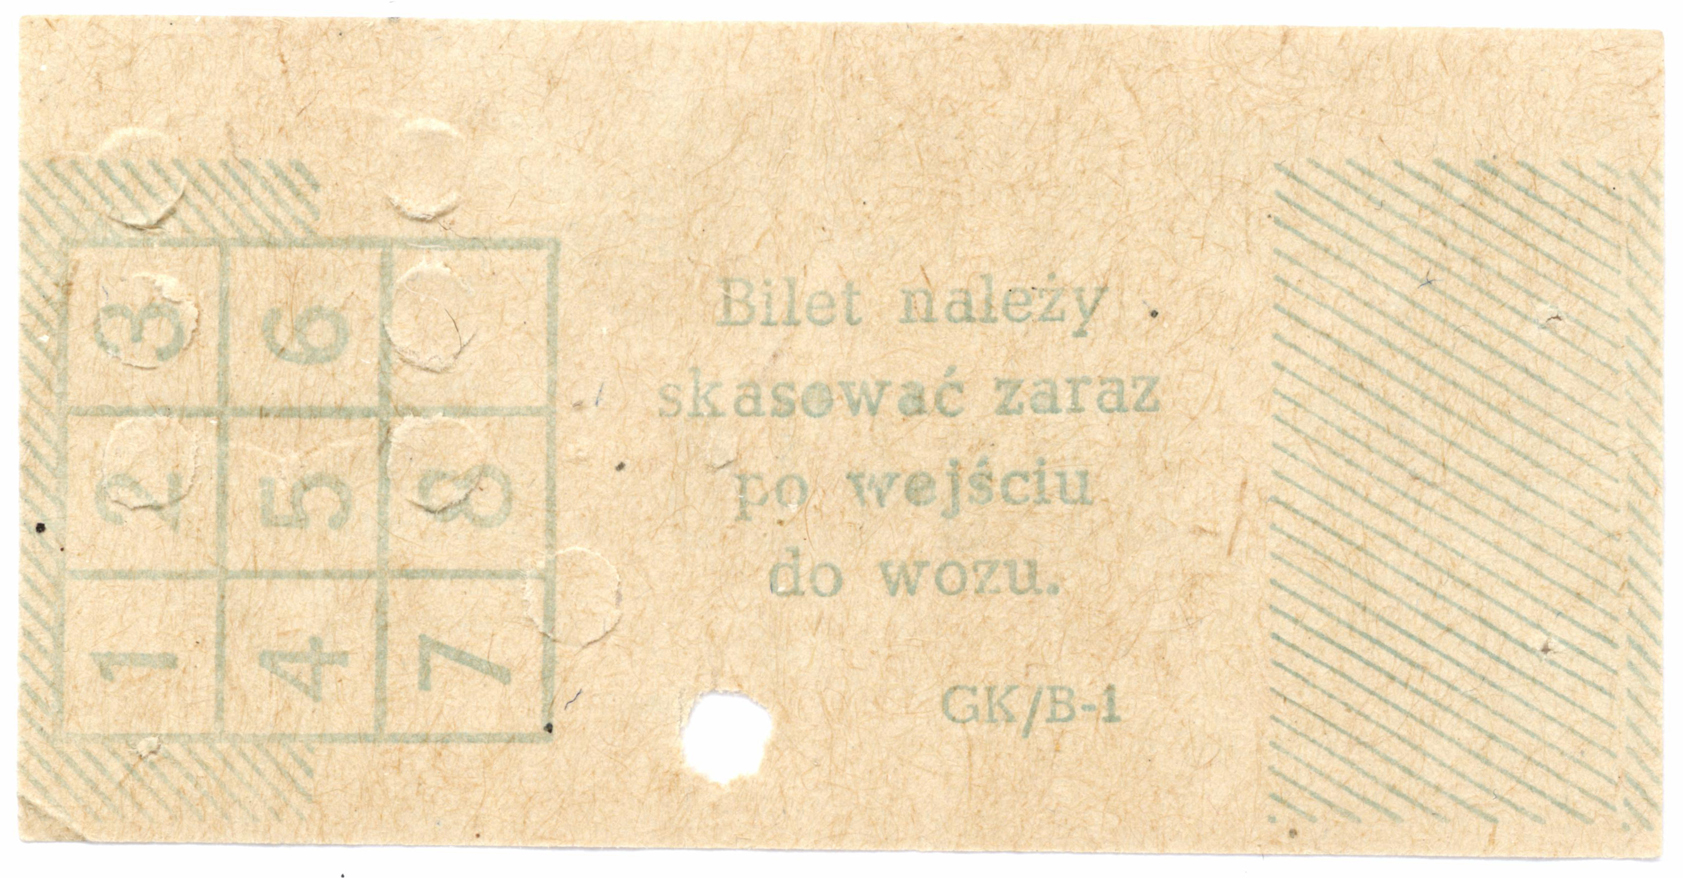 3 6
2 5 8
1 4 7
Bilet należy
skasować zaraz
po wejściu
do wozu.
GK/B-1